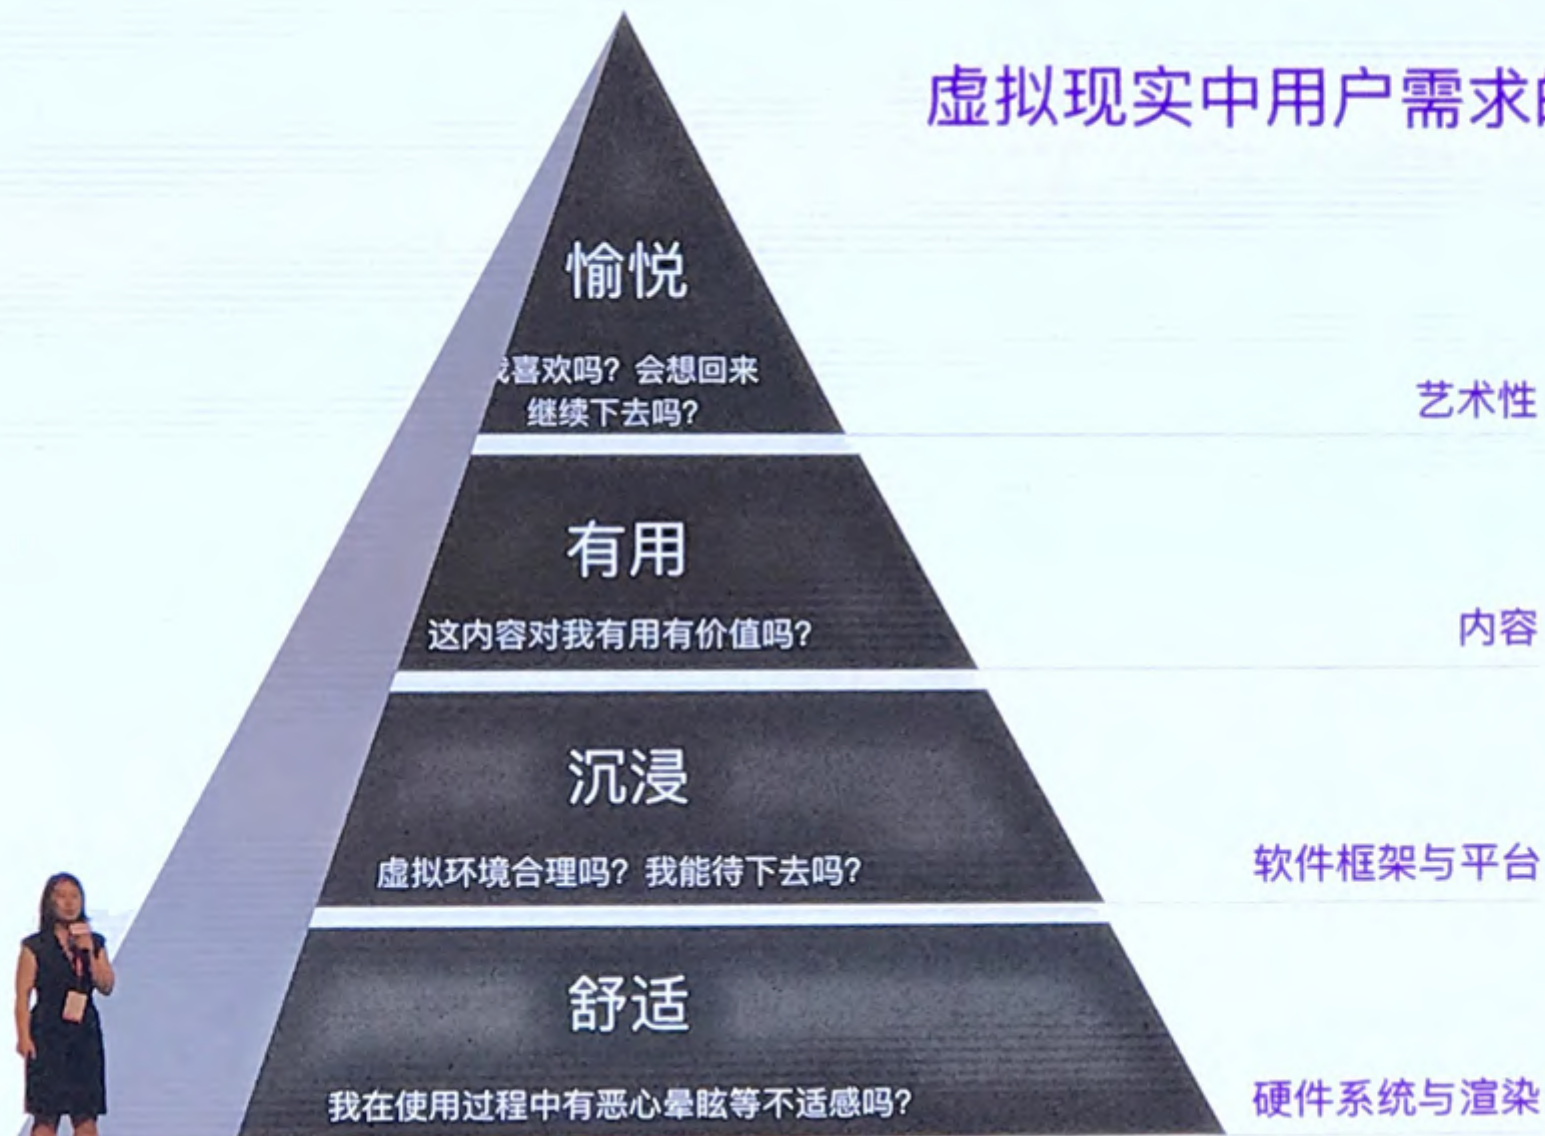 虚拟现实中用户需求
愉悦
喜欢吗？会想回来
继续下去吗？
艺术性
有用
这内容对我有用有价值吗？
内容
沉浸
虚拟环境合理吗？我能待下去吗？
软件框架与平台
舒适
我在使用过程中有恶心晕眩等不适感吗？
硬件系统与渲染